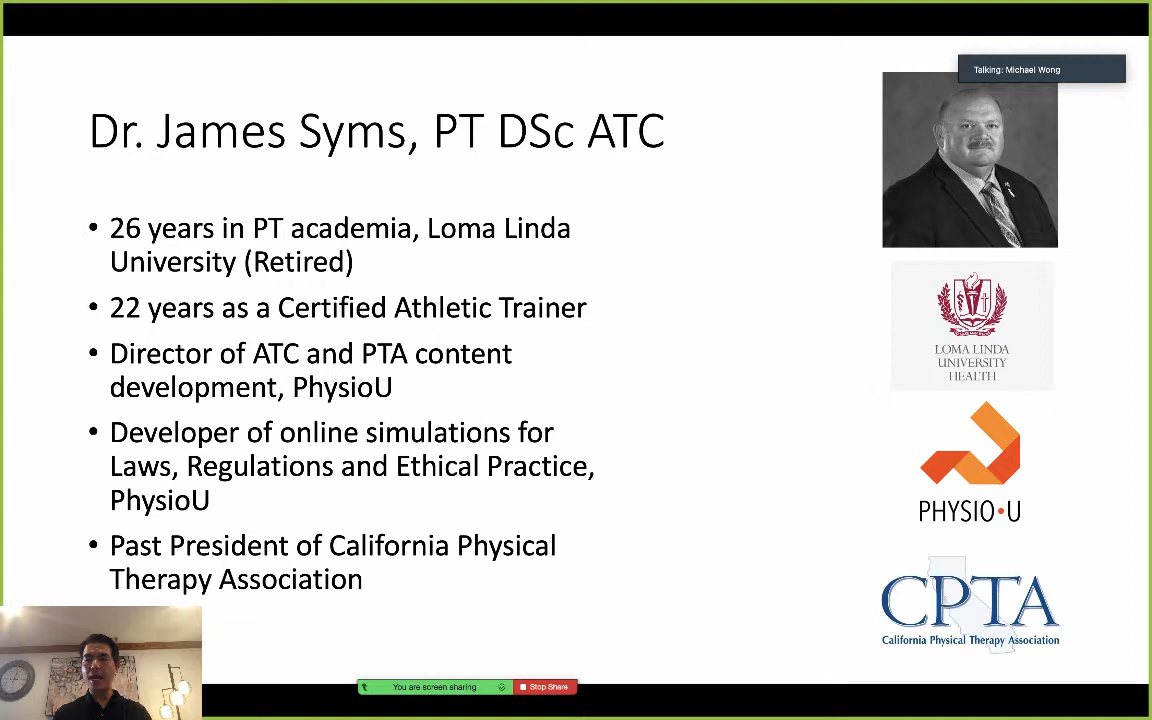 Talking: Michael Wong
Dr. James Syms, PT DSc ATC
• 26 years in PT academia, Loma Linda
University (Retired)
• 22 years as a Certified Athletic Trainer
• Director of ATC and PTA content
development, PhysioU
• Developer of online simulations for
Laws, Regulations and Ethical Practice,
PhysioU
• Past President of California Physical
Therapy Association
LOMA LINDA
UNIVERSITY
HEALTH
PHYSIO•U
CPTA
California Physical Therapy Association
You are screen sharing
Stop Share